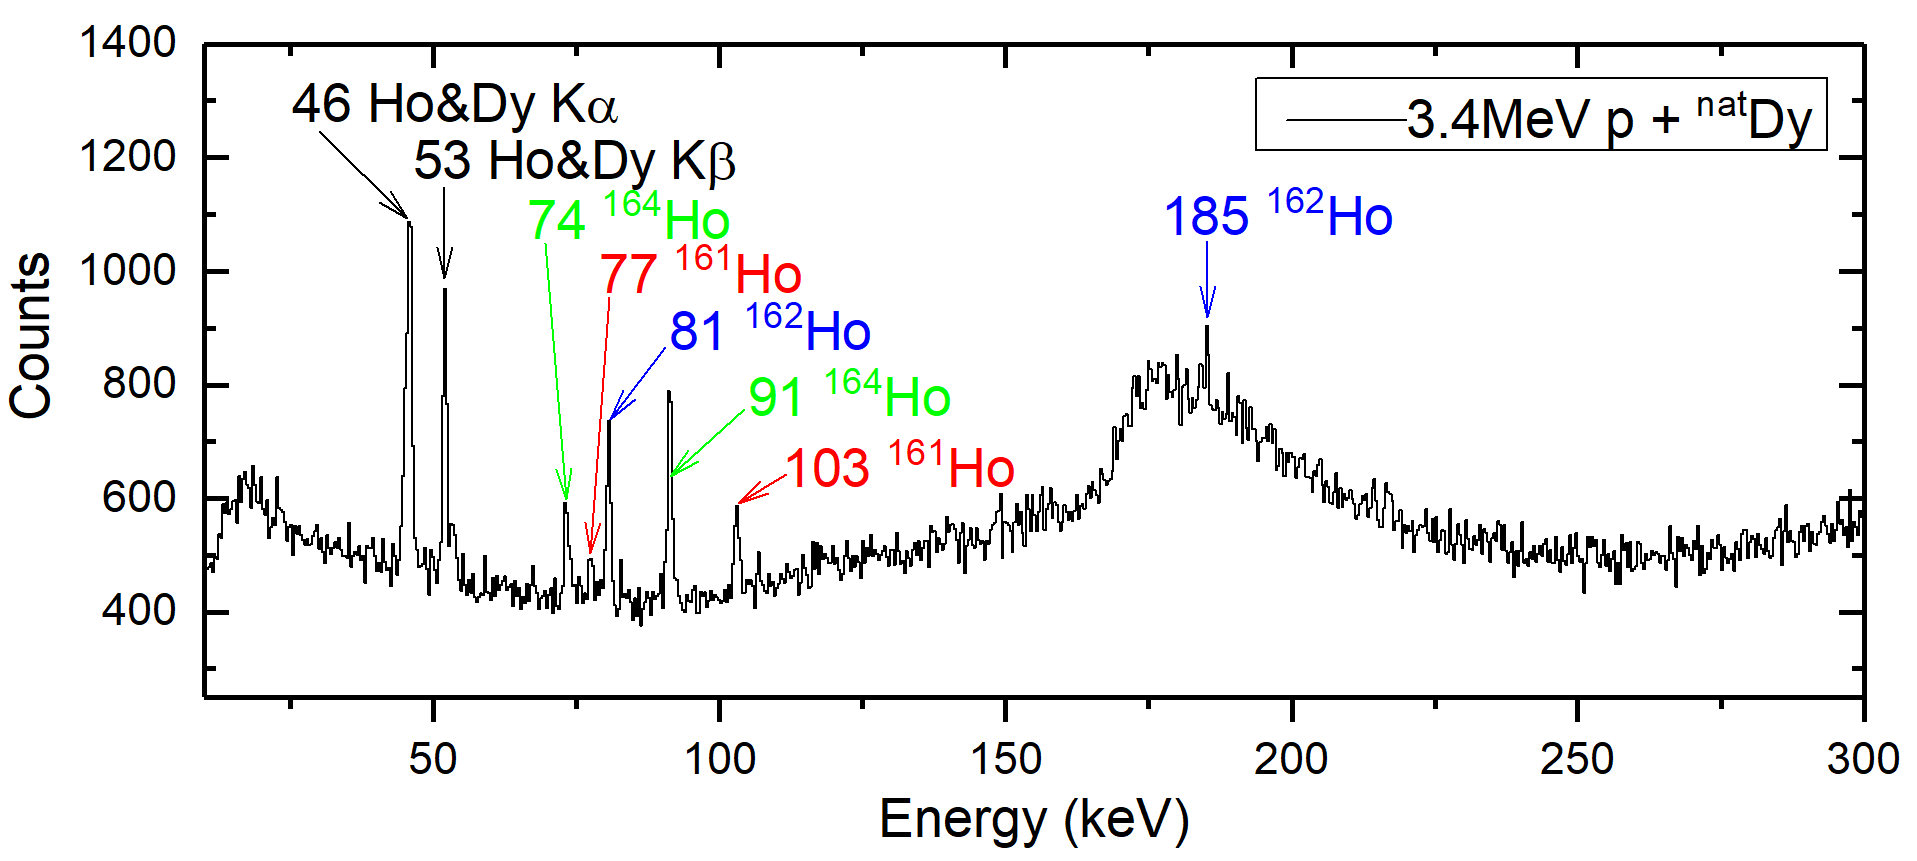 1400
1200
1000
800
600
400
Counts
46 Ho&Dy Kα
53 Ho&Dy Kβ
74 ¹⁶⁴Ho
77 ¹⁶¹Ho
81 ¹⁶²Ho
91 ¹⁶⁴Ho
103 ¹⁶¹Ho
185 ¹⁶²Ho
3.4MeV p + ⁿᵃᵗDy
50 100 150 200 250 300
Energy (keV)